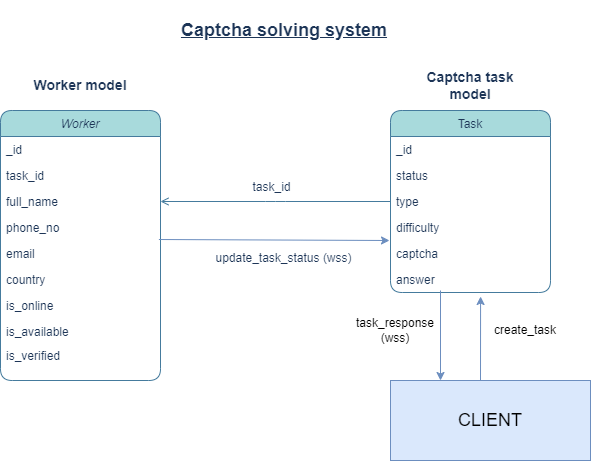 Captcha solving system
Worker model
Captcha task
model
Worker
_id
task_id
full_name
phone_no
email
country
is_online
is_available
is_verified
task_id
update_task_status (wss)
Task
_id
status
type
difficulty
captcha
answer
task_response
(wss)
create_task
CLIENT